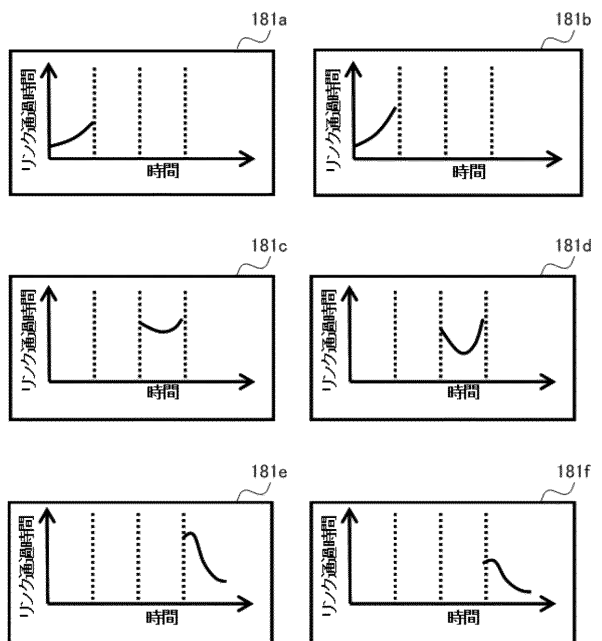 181a
リンク通過時間
時間
181b
リンク通過時間
時間
181c
リンク通過時間
時間
181d
リンク通過時間
時間
181e
リンク通過時間
時間
181f
リンク通過時間
時間